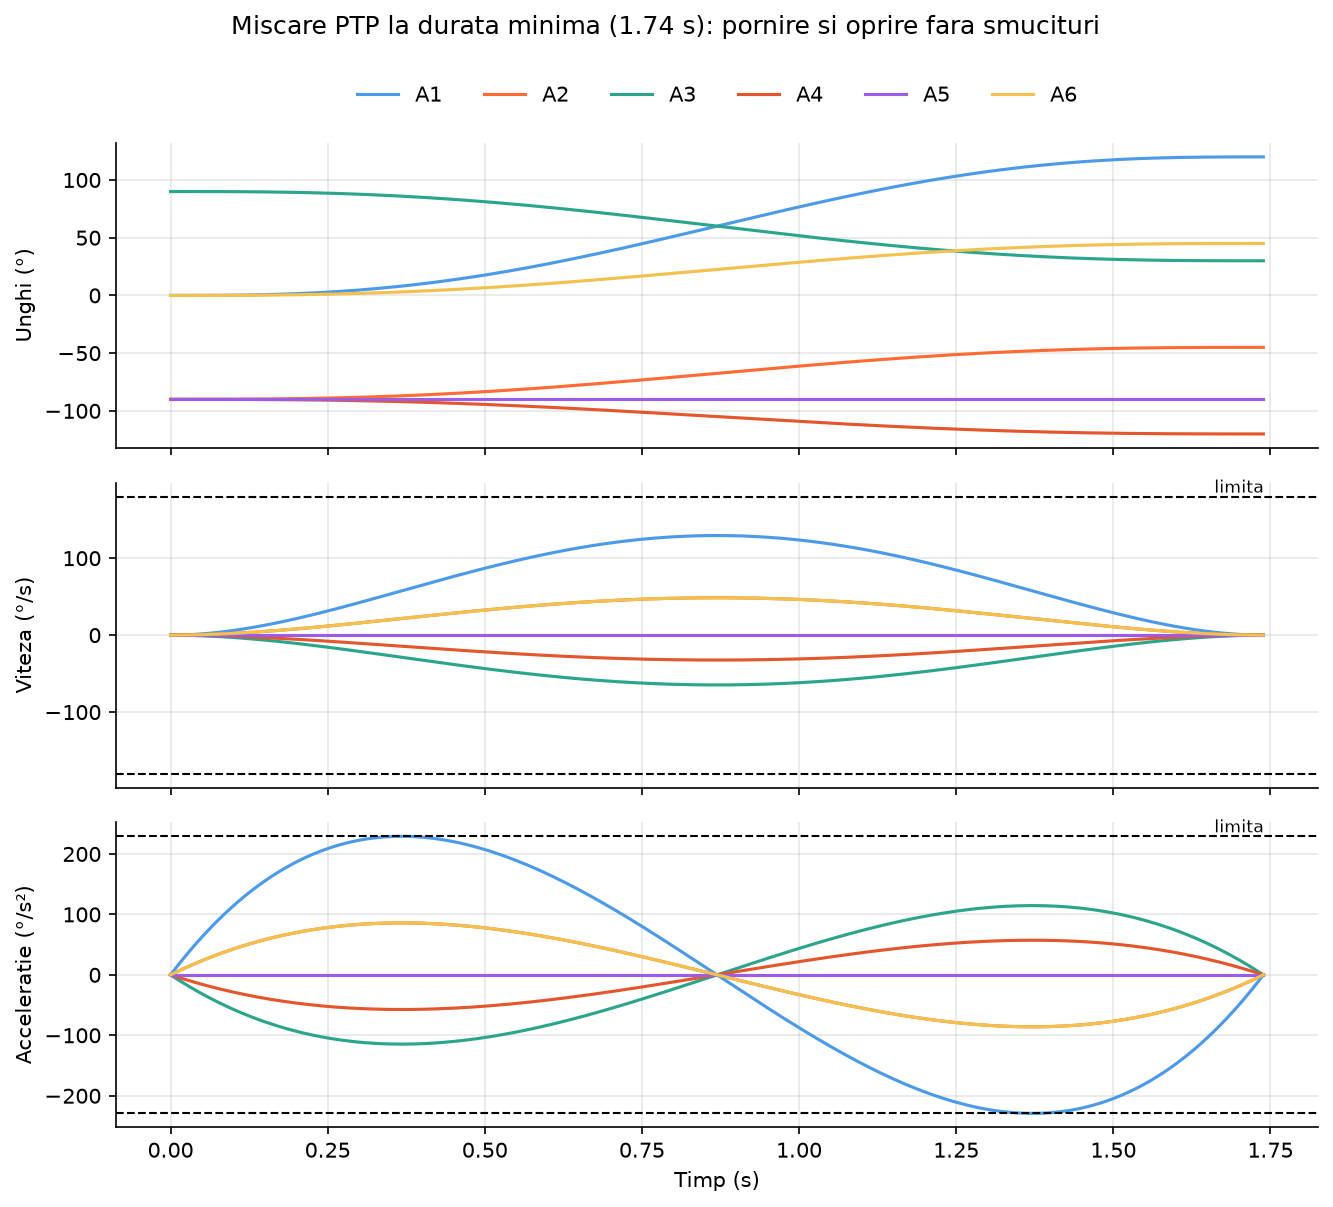 Miscare PTP la durata minima (1.74 s): pornire si oprire fara smucituri
A1 A2 A3 A4 A5 A6
Unghi (°)
100
50
0
−50
−100
Viteza (°/s)
limita
100
0
−100
Acceleratie (°/s²)
limita
200
100
0
−100
−200
0.00 0.25 0.50 0.75 1.00 1.25 1.50 1.75
Timp (s)